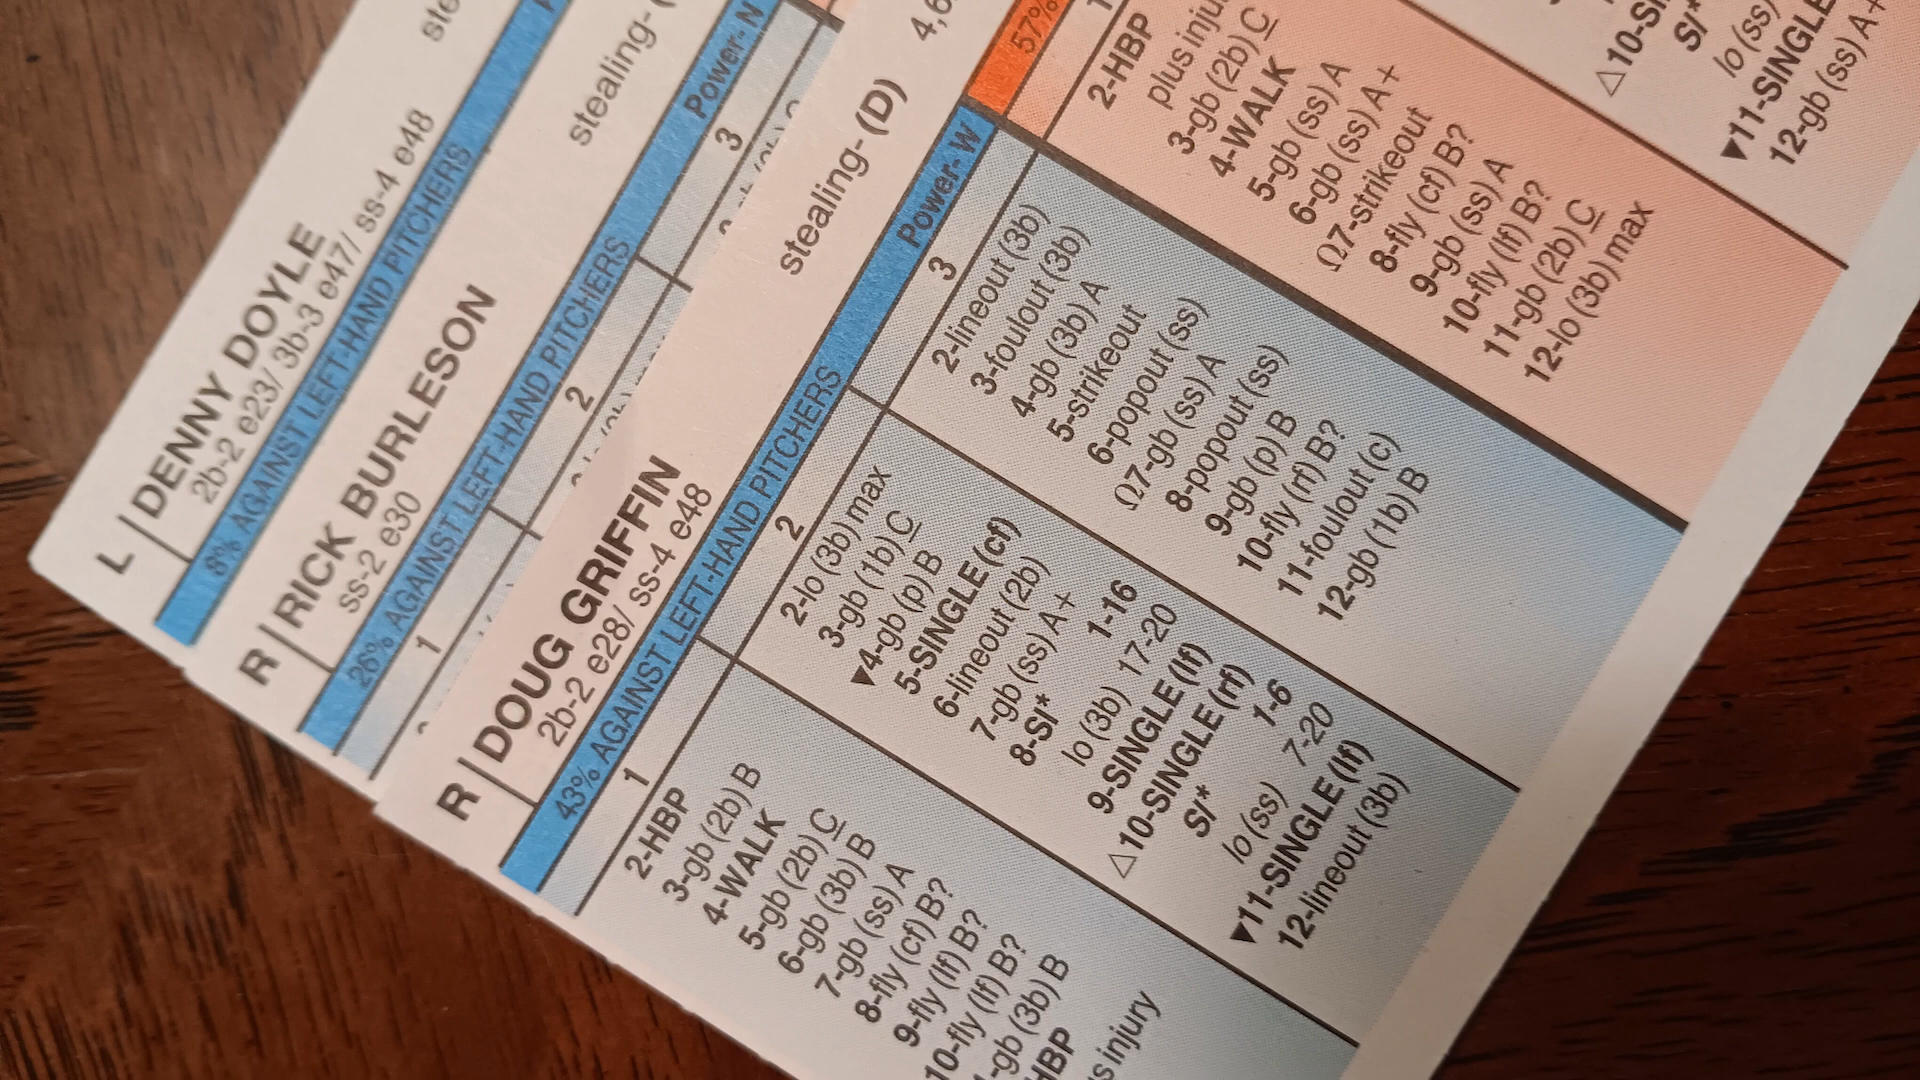 L
DENNY DOYLE
2b-2 e23/ 3b-3 e47/ ss-4 e48
8% AGAINST LEFT-HAND PITCHERS
R
RICK BURLESON
ss-2 e30
stealing-
26% AGAINST LEFT-HAND PITCHERS
Power-N
1
2
3
R
DOUG GRIFFIN
2b-2 e28/ ss-4 e48
stealing- (D)
43% AGAINST LEFT-HAND PITCHERS
Power-W
57%
1
2-HBP
3-gb (2b) B
4-WALK
5-gb (2b) C
6-gb (3b) B
7-gb (ss) A
8-fly (cf) B?
9-fly (lf) B?
10-fly (lf) B?
-gb (3b) B
HBP
injury
2
2-lo (3b) max
3-gb (1b) C
▼4-gb (p) B
5-SINGLE (cf)
6-lineout (2b)
7-gb (ss) A+
8-SI* 1-16
lo (3b) 17-20
9-SINGLE (lf)
△10-SINGLE (rf)
SI* 1-6
lo (ss) 7-20
▼11-SINGLE (lf)
12-lineout (3b)
3
2-lineout (3b)
3-foulout (3b)
4-gb (3b) A
5-strikeout
6-popout (ss)
Ω7-gb (ss) A
8-popout (ss)
9-gb (p) B
10-fly (rf) B?
11-foulout (c)
12-gb (1b) B
2-HBP
plus
3-gb (2b) C
4-WALK
5-gb (ss) A
6-gb (ss) A+
Ω7-strikeout
8-fly (cf) B?
9-gb (ss) A
10-fly (lf) B?
11-gb (2b) C
12-lo (3b) max
SI*
lo (ss)
▼11-SINGLE
12-gb (ss) A+